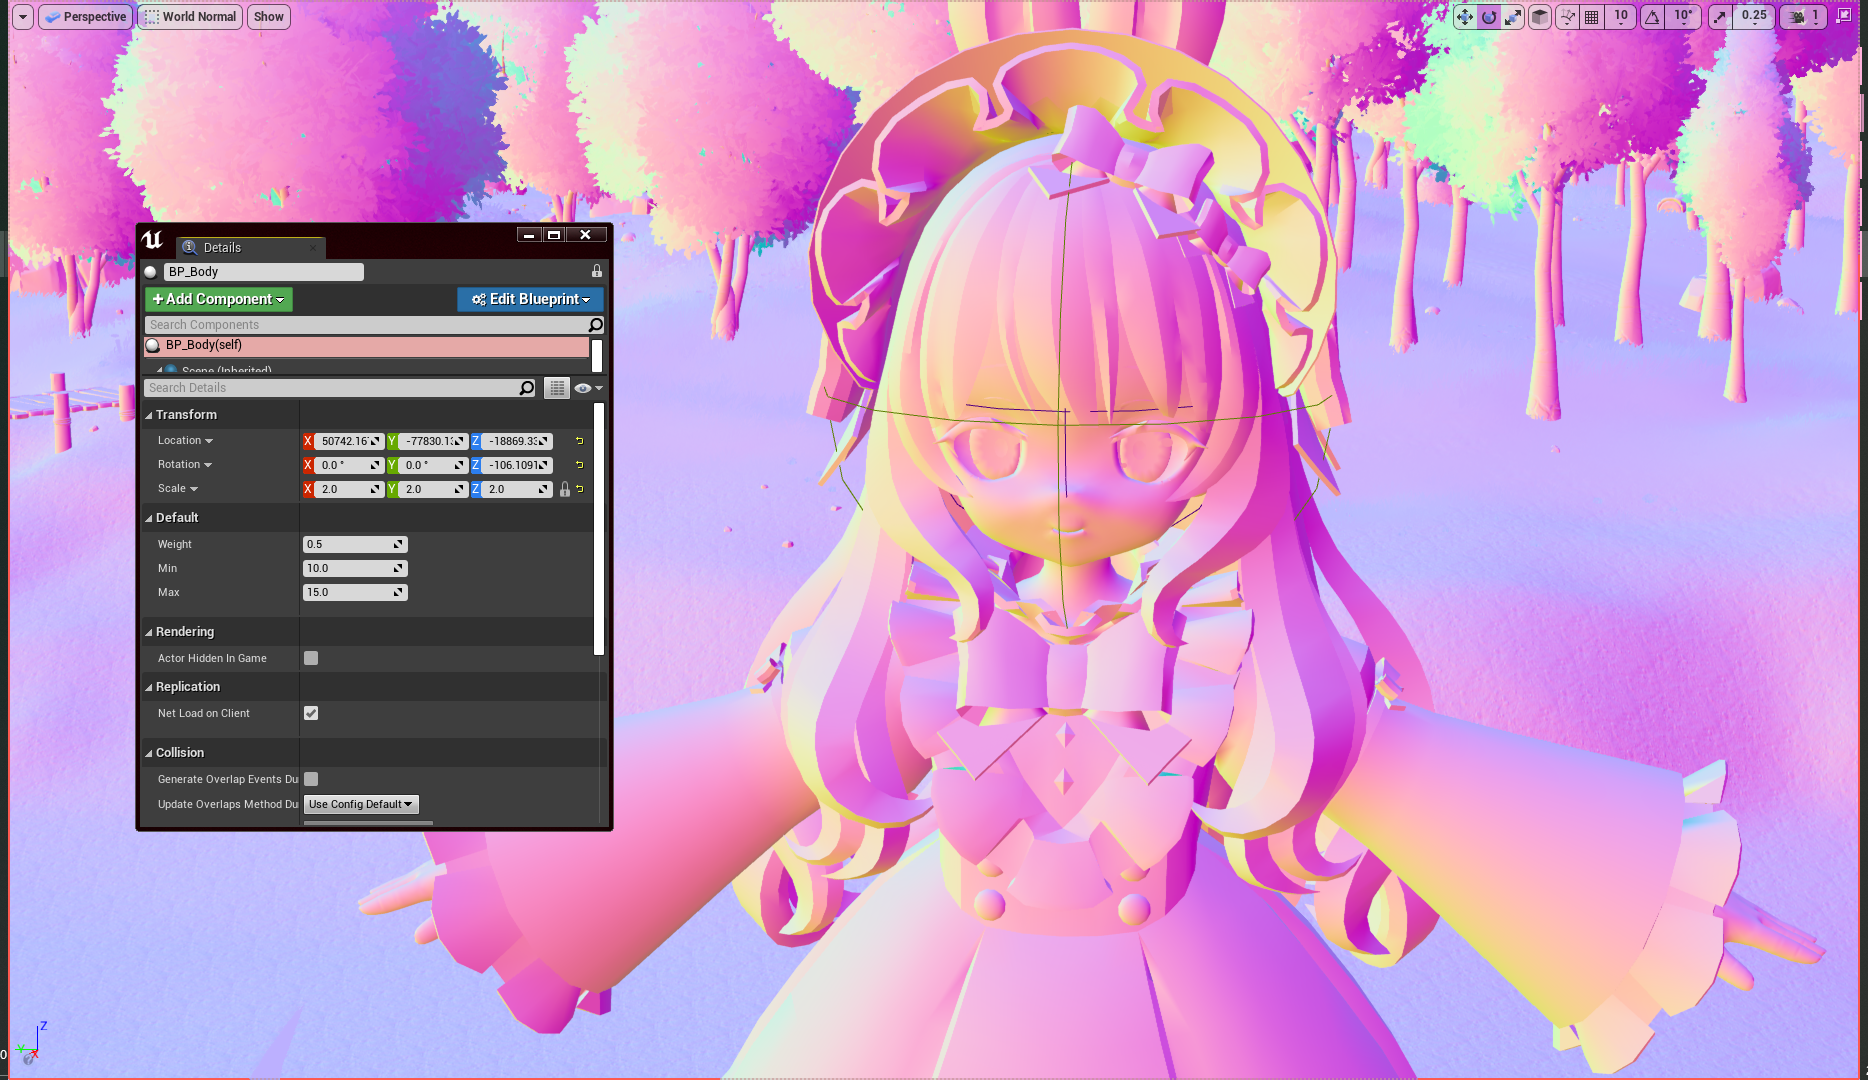 Perspective
World Normal
Show
10
10°
0.25
1
Details
BP_Body
Add Component
Edit Blueprint
Search Components
BP_Body(self)
Scene (Inherited)
Search Details
Transform
Location X 50742.16 Y -77830.1 Z -18869.33
Rotation X 0.0 ° Y 0.0 ° Z -106.1091
Scale X 2.0 Y 2.0 Z 2.0
Default
Weight 0.5
Min 10.0
Max 15.0
Rendering
Actor Hidden In Game
Replication
Net Load on Client
Collision
Generate Overlap Events Du
Update Overlaps Method Du Use Config Default
Z
Y
X
0